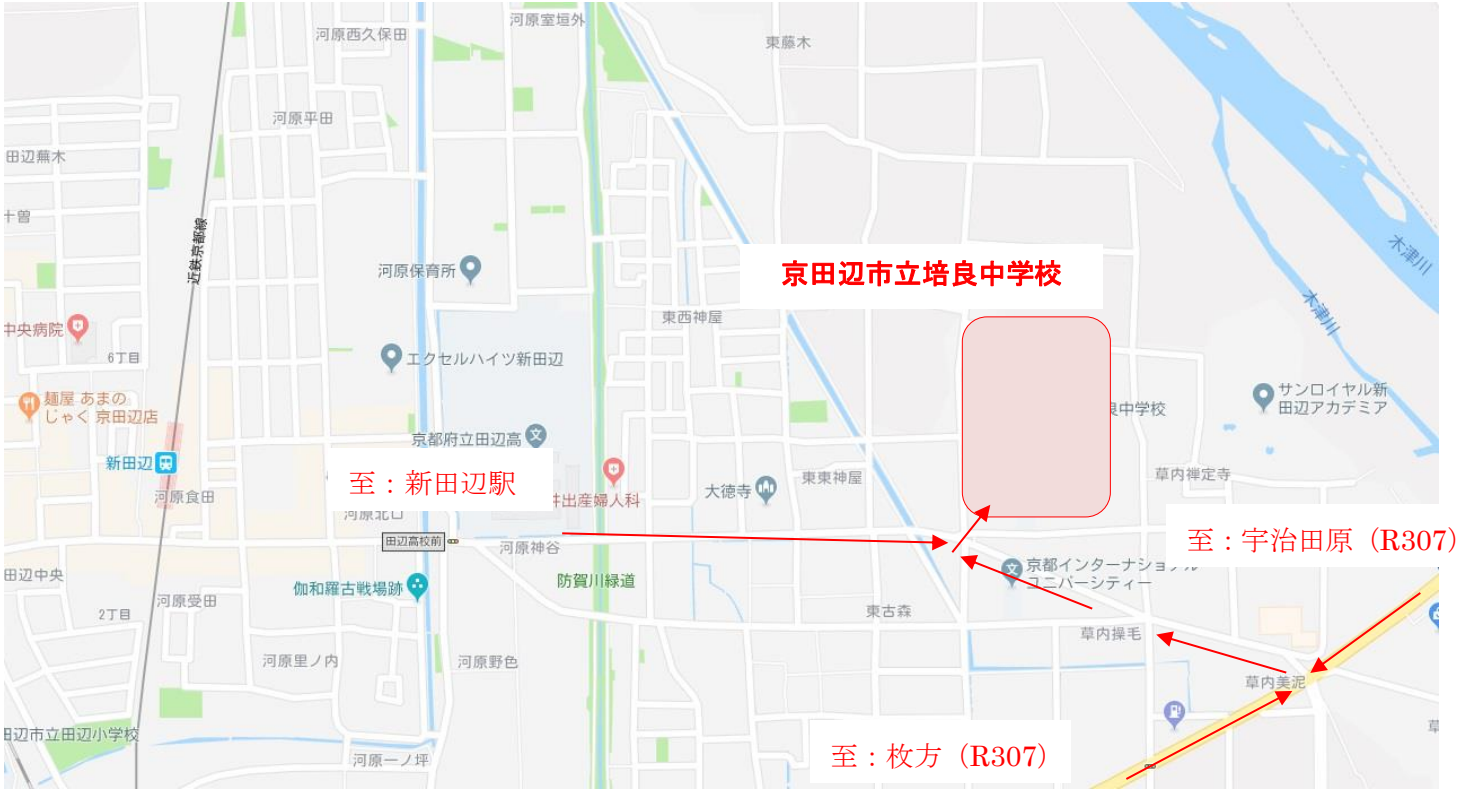 河原室垣外
河原西久保田
東藤木
河原平田
田辺蕪木
十曽
近鉄京都線
木津川
河原保育所
京田辺市立培良中学校
木津川
東西神屋
中央病院
6丁目
エクセルハイツ新田辺
麺屋 あまの
じゃく 京田辺店
サンロイヤル新
田辺アカデミア
良中学校
京都府立田辺高
新田辺
至：新田辺駅
大徳寺
東東神屋
草内禅定寺
河原食田
井出産婦人科
河原北口
田辺高校前
河原神谷
至：宇治田原（R307）
京都インターナショナル
ユニバーシティー
田辺中央
伽和羅古戦場跡
防賀川緑道
河原受田
2丁目
東古森
草内操毛
河原里ノ内
河原野色
草内美泥
田辺市立田辺小学校
草
河原一ノ坪
至：枚方（R307）